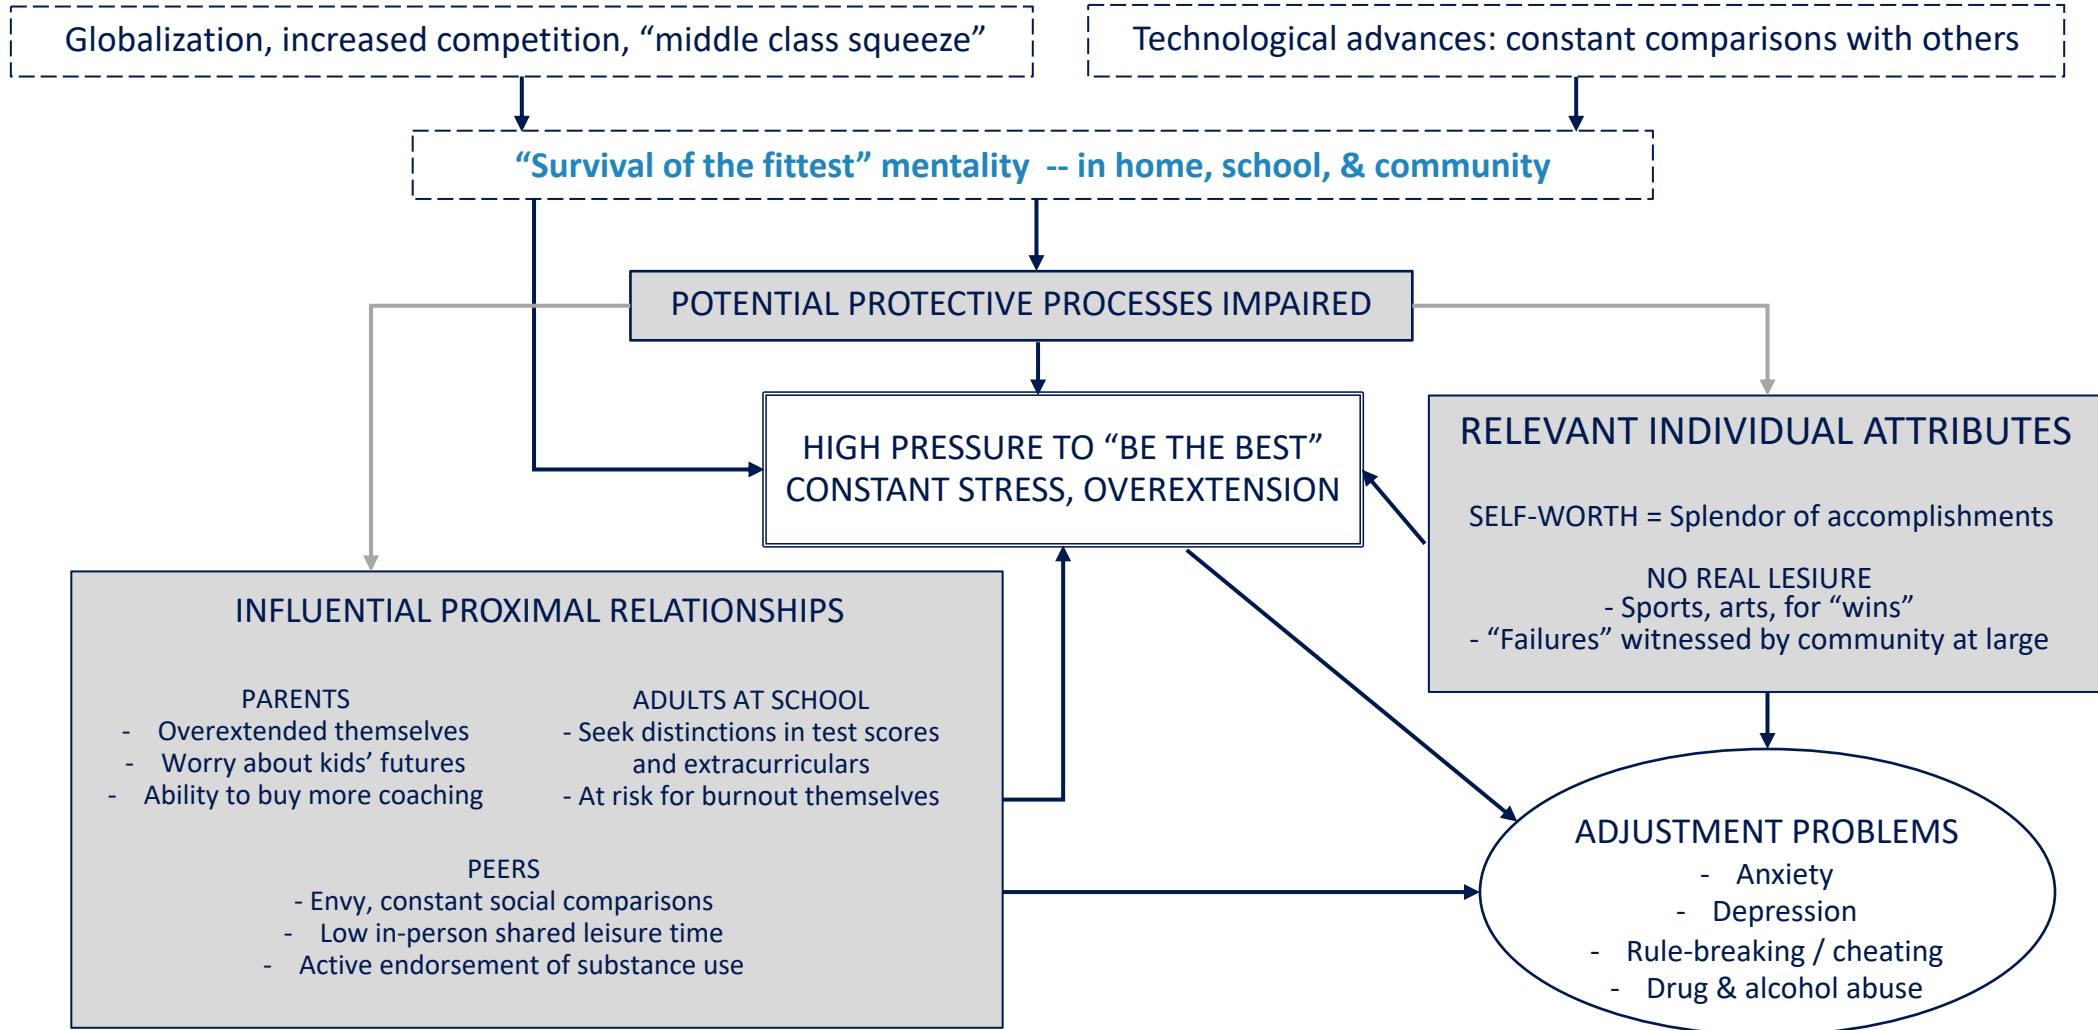 Globalization, increased competition, “middle class squeeze”
Technological advances: constant comparisons with others
“Survival of the fittest” mentality -- in home, school, & community
POTENTIAL PROTECTIVE PROCESSES IMPAIRED
HIGH PRESSURE TO “BE THE BEST”
CONSTANT STRESS, OVEREXTENSION
RELEVANT INDIVIDUAL ATTRIBUTES
SELF-WORTH = Splendor of accomplishments
NO REAL LESIURE
- Sports, arts, for “wins”
- “Failures” witnessed by community at large
INFLUENTIAL PROXIMAL RELATIONSHIPS
PARENTS
- Overextended themselves
- Worry about kids’ futures
- Ability to buy more coaching
ADULTS AT SCHOOL
- Seek distinctions in test scores
and extracurriculars
- At risk for burnout themselves
PEERS
- Envy, constant social comparisons
- Low in-person shared leisure time
- Active endorsement of substance use
ADJUSTMENT PROBLEMS
- Anxiety
- Depression
- Rule-breaking / cheating
- Drug & alcohol abuse